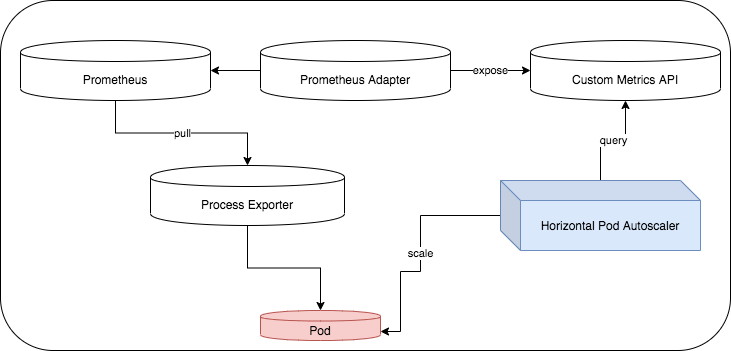 Prometheus
Prometheus Adapter
expose
Custom Metrics API
pull
query
Process Exporter
Horizontal Pod Autoscaler
scale
Pod